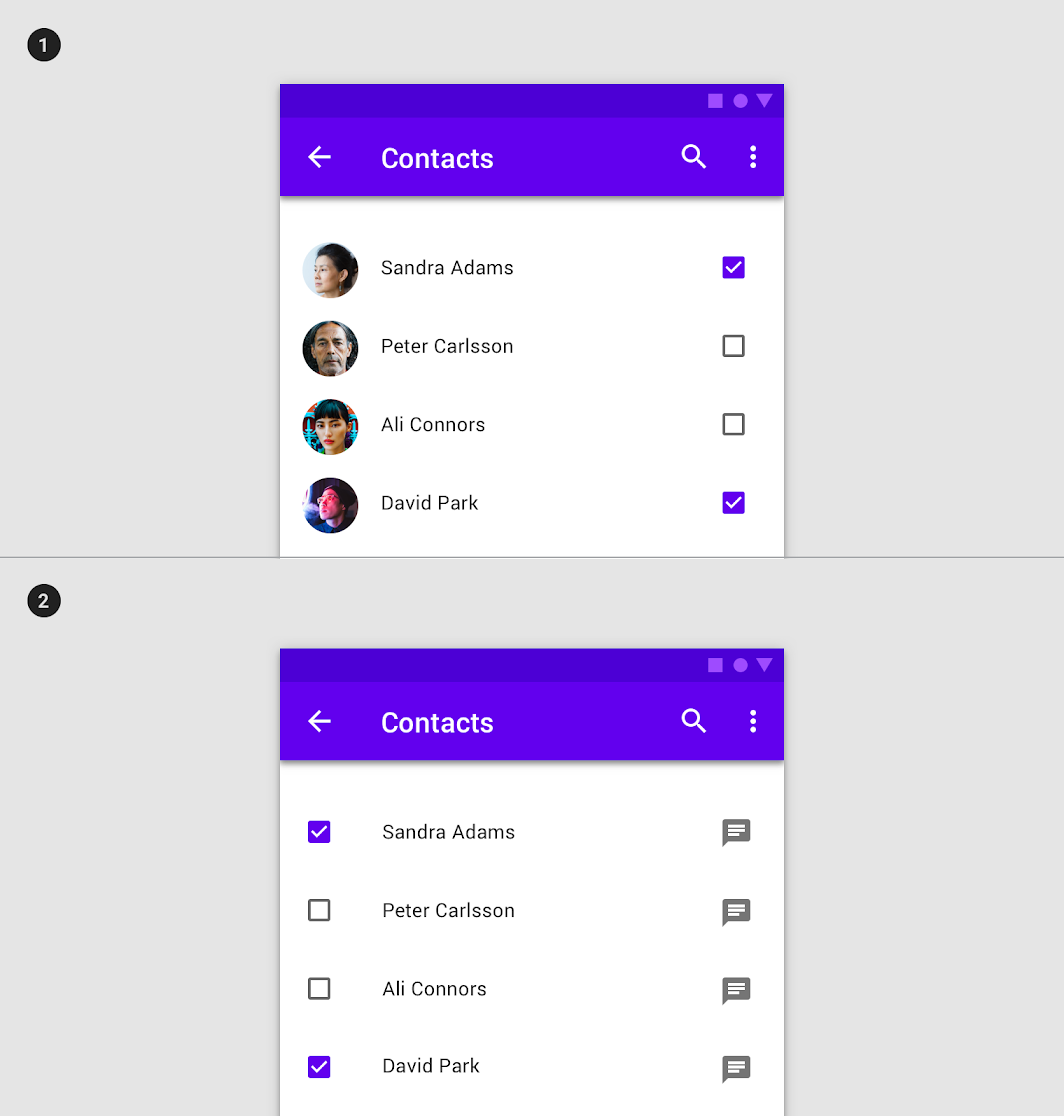 1
Contacts
Sandra Adams
Peter Carlsson
Ali Connors
David Park
2
Contacts
Sandra Adams
Peter Carlsson
Ali Connors
David Park